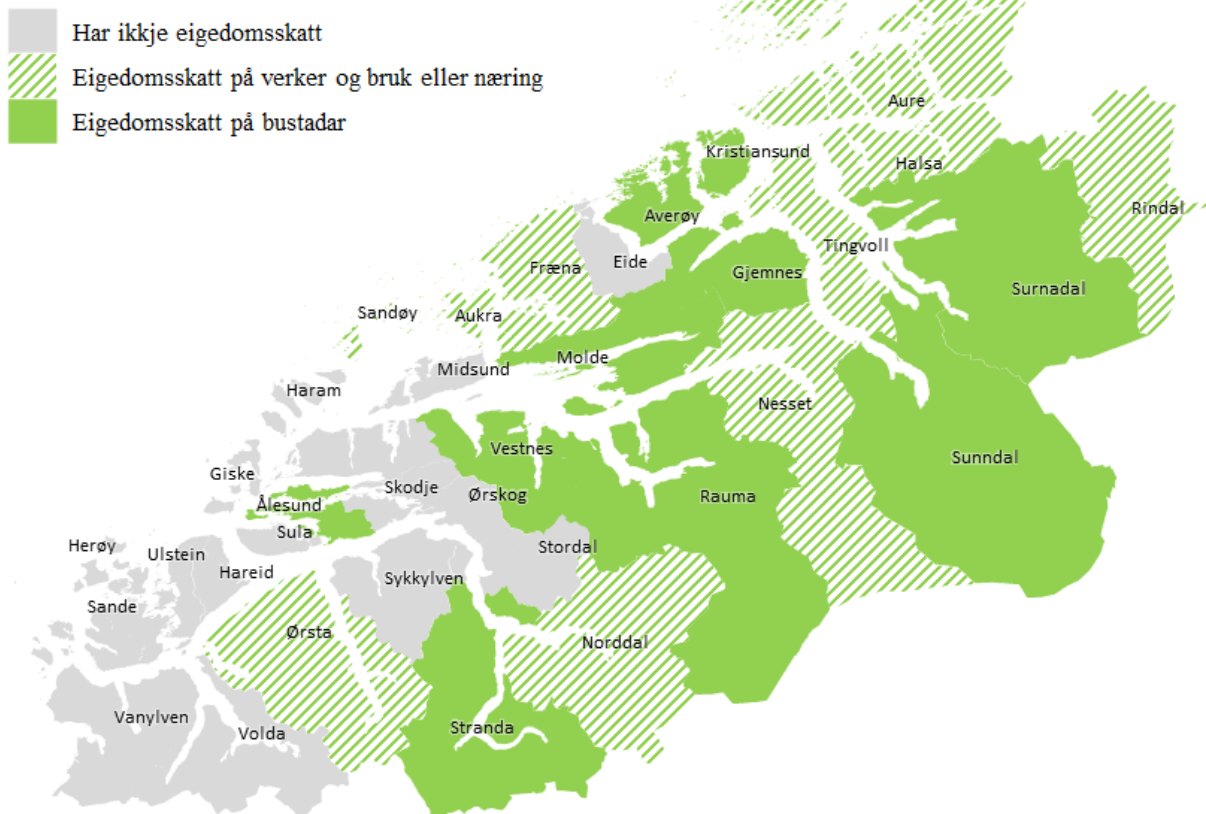 Har ikkje eigedomsskatt
Eigedomsskatt på verker og bruk eller næring
Eigedomsskatt på bustadar
Aure
Kristiansund
Halsa
Rindal
Averøy
Tingvoll
Eide
Fræna
Gjemnes
Surnadal
Sandøy
Aukra
Molde
Midsund
Haram
Nesset
Vestnes
Sunndal
Giske
Skodje
Ørskog
Rauma
Ålesund
Sula
Herøy
Ulstein
Stordal
Hareid
Sykkylven
Sande
Ørsta
Norddal
Vanylven
Stranda
Volda